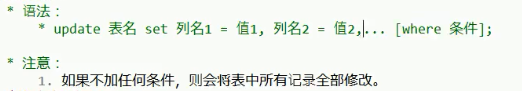 * 语法：
* update 表名 set 列名1 = 值1, 列名2 = 值2,... [where 条件];
* 注意：
1. 如果不加任何条件，则会将表中所有记录全部修改。